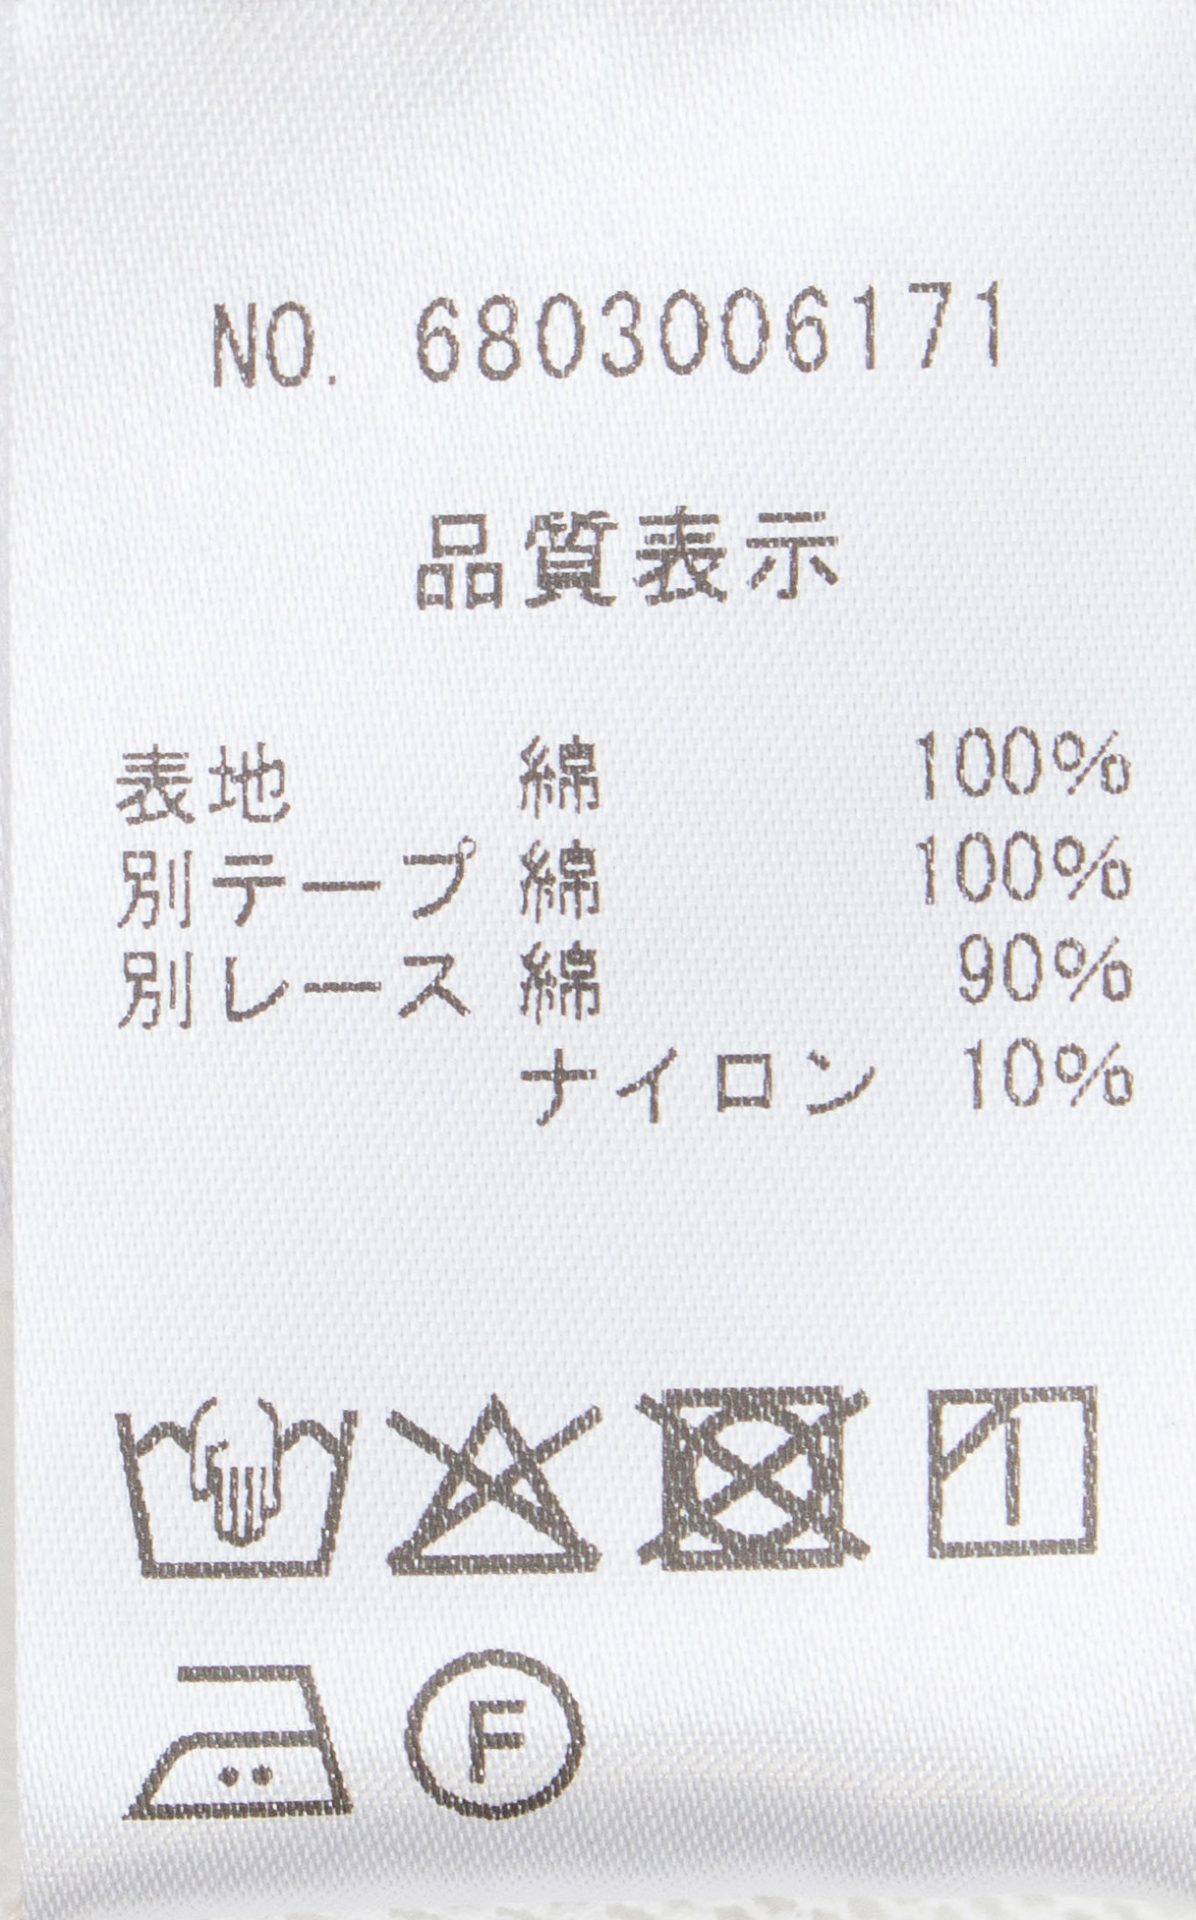 NO. 6803006171
品質表示
表地 綿 100%
別テープ 綿 100%
別レース 綿 90%
ナイロン 10%
F